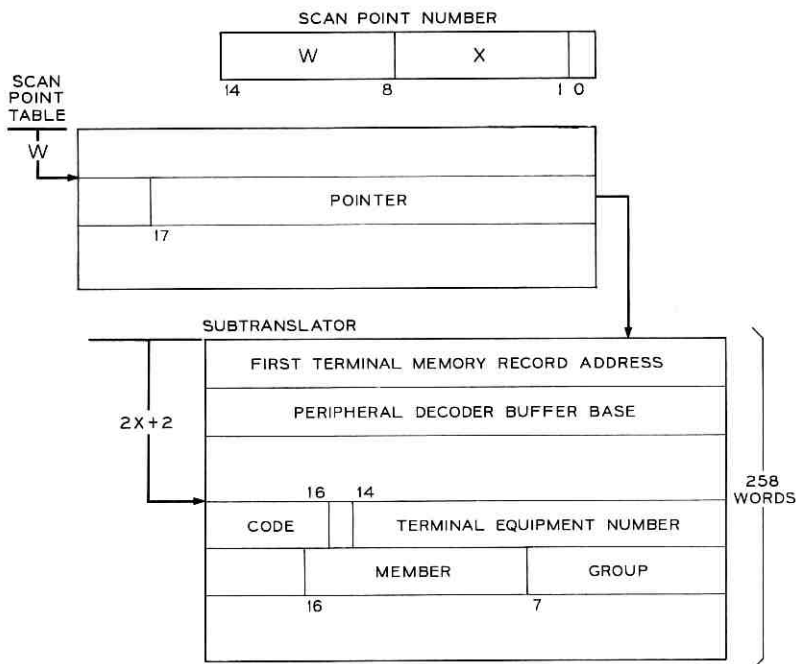 SCAN POINT NUMBER
W X
14 8 1 0
SCAN
POINT
TABLE
W
POINTER
17
SUBTRANSLATOR
FIRST TERMINAL MEMORY RECORD ADDRESS
PERIPHERAL DECODER BUFFER BASE
2X+2
258
WORDS
16 14
CODE TERMINAL EQUIPMENT NUMBER
MEMBER GROUP
16 7